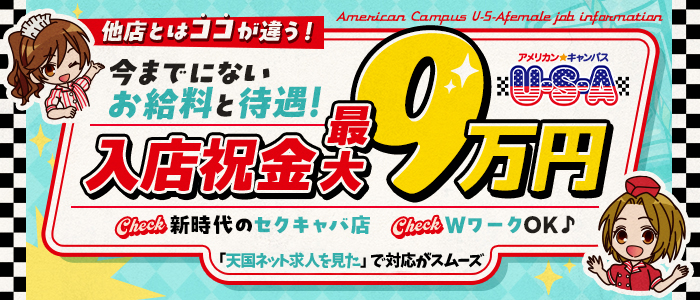 他店とはココが違う!
American Campus U-S-Afemale job information
今までにない
お給料と待遇!
アメリカン★キャンパス
U・S・A
入店祝金最大9万円
Check 新時代のセクキャバ店
Check WワークOK♪
「天国ネット求人を見た」で対応がスムーズ